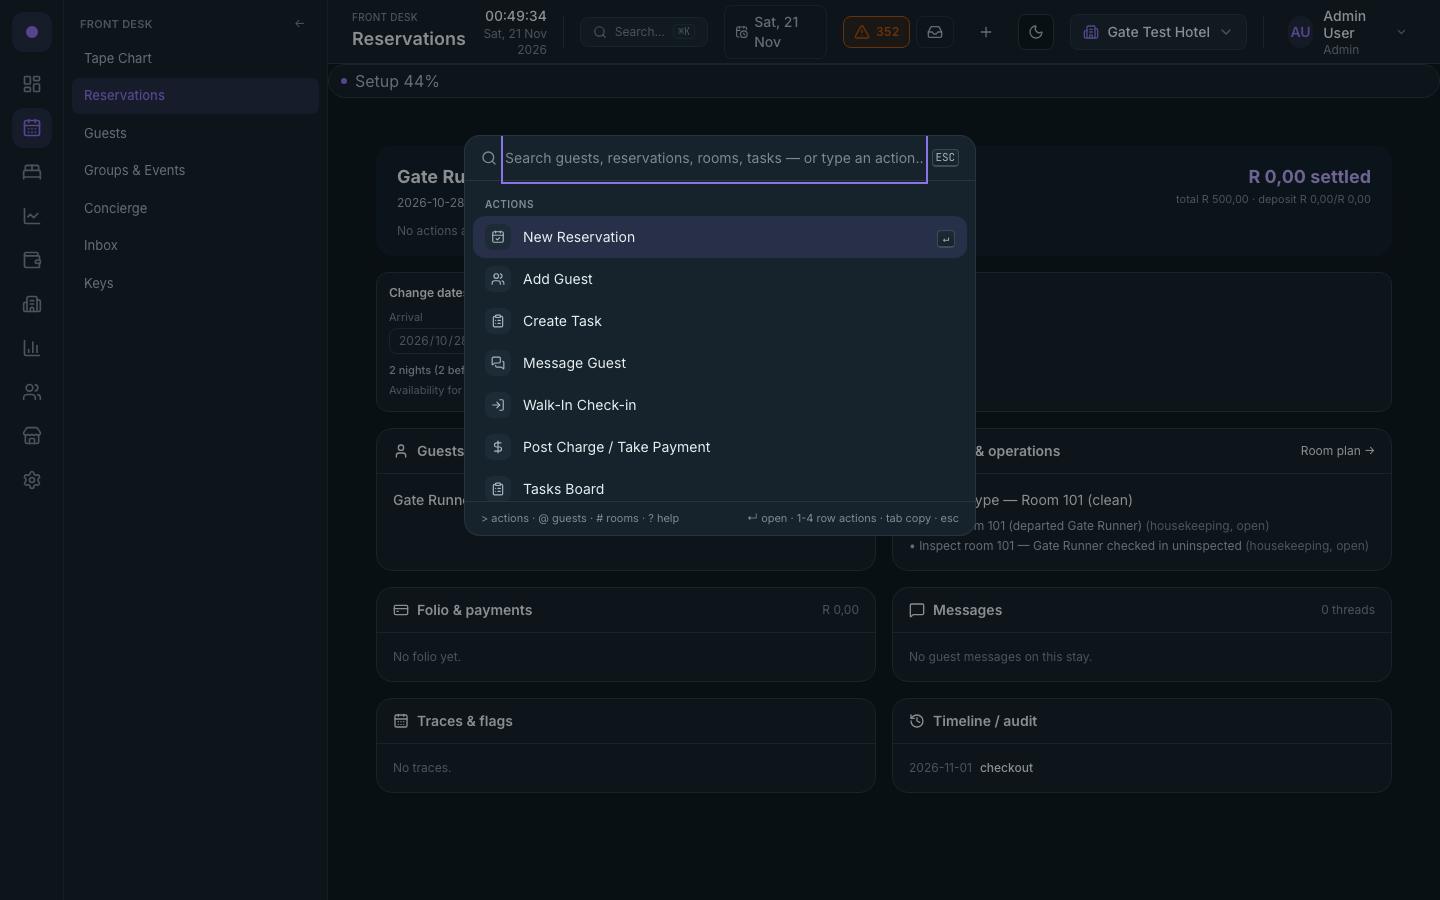 FRONT DESK
←
Tape Chart
Reservations
Guests
Groups & Events
Concierge
Inbox
Keys
FRONT DESK
Reservations
00:49:34
Sat, 21 Nov
2026
Search...
⌘K
Sat, 21
Nov
352
Gate Test Hotel
AU
Admin
User
Admin
Setup 44%
Search guests, reservations, rooms, tasks — or type an action..
ESC
ACTIONS
New Reservation
↵
Add Guest
Create Task
Message Guest
Walk-In Check-in
Post Charge / Take Payment
Tasks Board
> actions · @ guests · # rooms · ? help
↵ open · 1-4 row actions · tab copy · esc
Gate Ru
2026-10-28
No actions
R 0,00 settled
total R 500,00 · deposit R 0,00/R 0,00
Change dates
Arrival
2026/10/28
2 nights (2 bef
Availability for
Guests
Gate Runn
& operations
Room plan →
ype — Room 101 (clean)
m 101 (departed Gate Runner) (housekeeping, open)
• Inspect room 101 — Gate Runner checked in uninspected (housekeeping, open)
Folio & payments
R 0,00
No folio yet.
Messages
0 threads
No guest messages on this stay.
Traces & flags
No traces.
Timeline / audit
2026-11-01 checkout